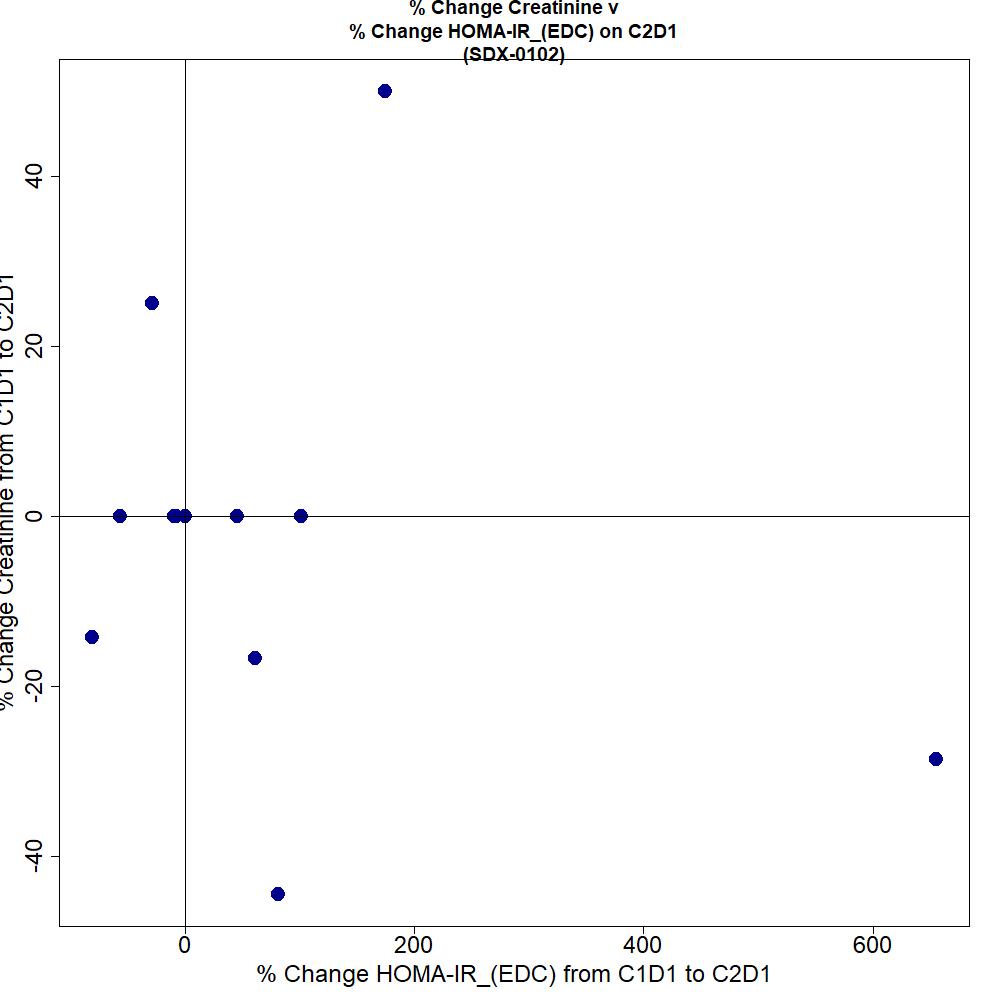 % Change Creatinine v
% Change HOMA-IR_(EDC) on C2D1
(SDX-0102)
% Change Creatinine from C1D1 to C2D1
40
20
0
-20
-40
0
200
400
600
% Change HOMA-IR_(EDC) from C1D1 to C2D1